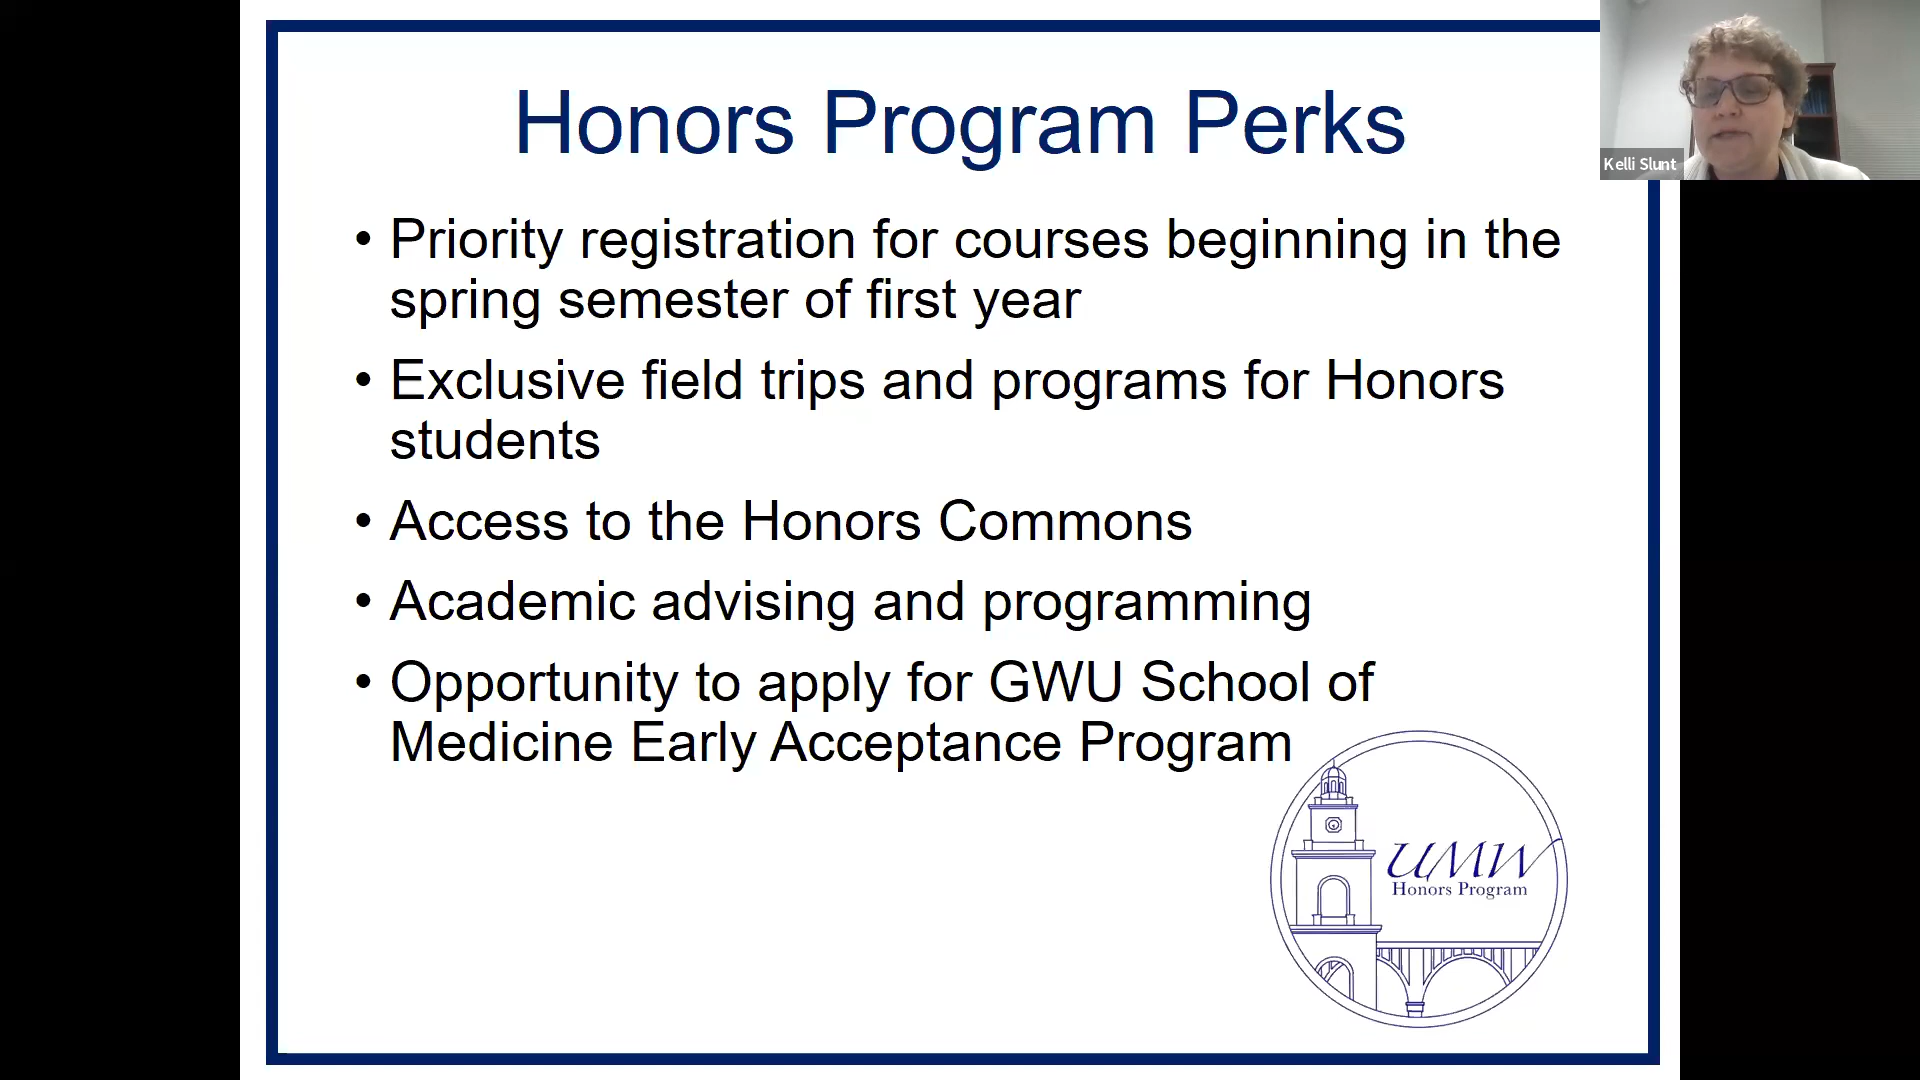 Honors Program Perks
Kelli Slunt
• Priority registration for courses beginning in the
spring semester of first year
• Exclusive field trips and programs for Honors
students
• Access to the Honors Commons
• Academic advising and programming
• Opportunity to apply for GWU School of
Medicine Early Acceptance Program
UMW
Honors Program